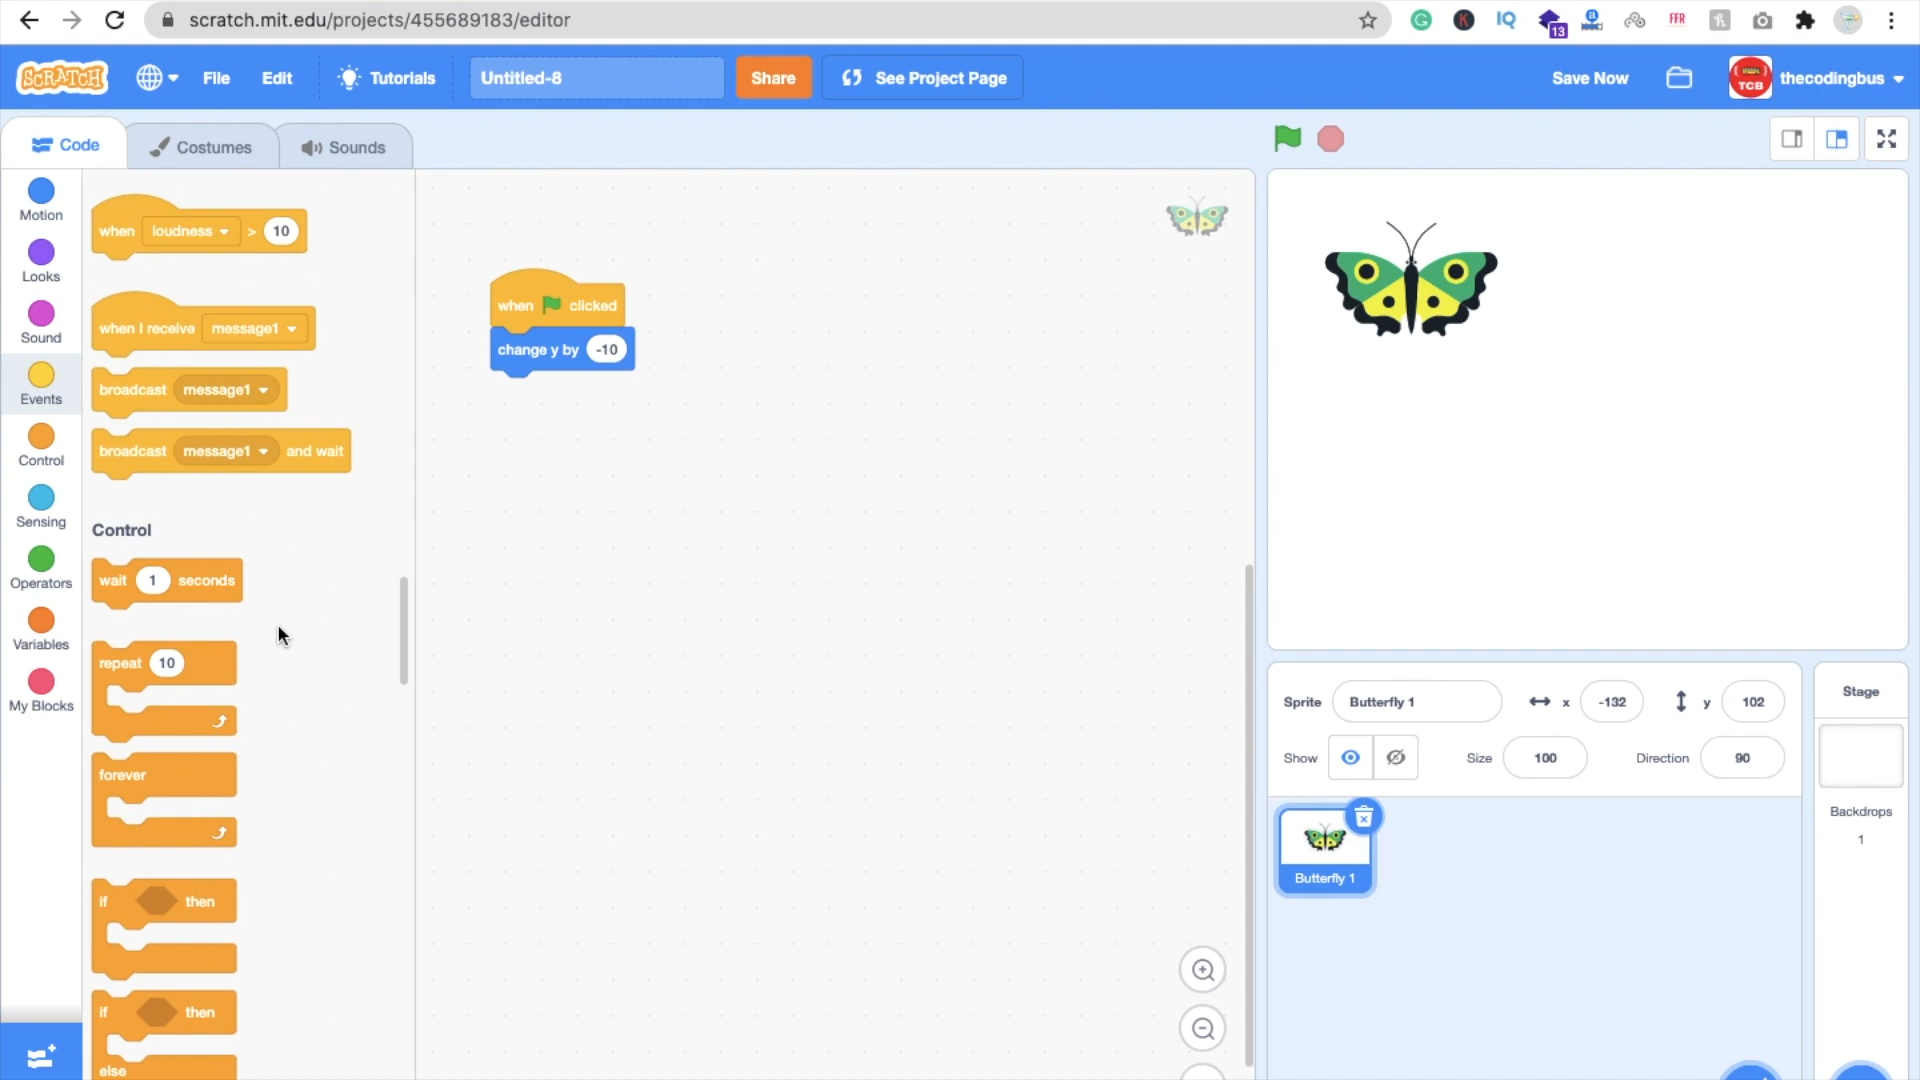 scratch.mit.edu/projects/455689183/editor
13
FFR
SCRATCH
File
Edit
Tutorials
Untitled-8
Share
See Project Page
Save Now
TCB
thecodingbus
Code
Costumes
Sounds
Motion
Looks
Sound
Events
Control
Sensing
Operators
Variables
My Blocks
when loudness > 10
when I receive message1
broadcast message1
broadcast message1 and wait
Control
wait 1 seconds
repeat 10
forever
if then
if then
else
when clicked
change y by -10
Sprite Butterfly 1 x -132 y 102
Show Size 100 Direction 90
Butterfly 1
Stage
Backdrops
1